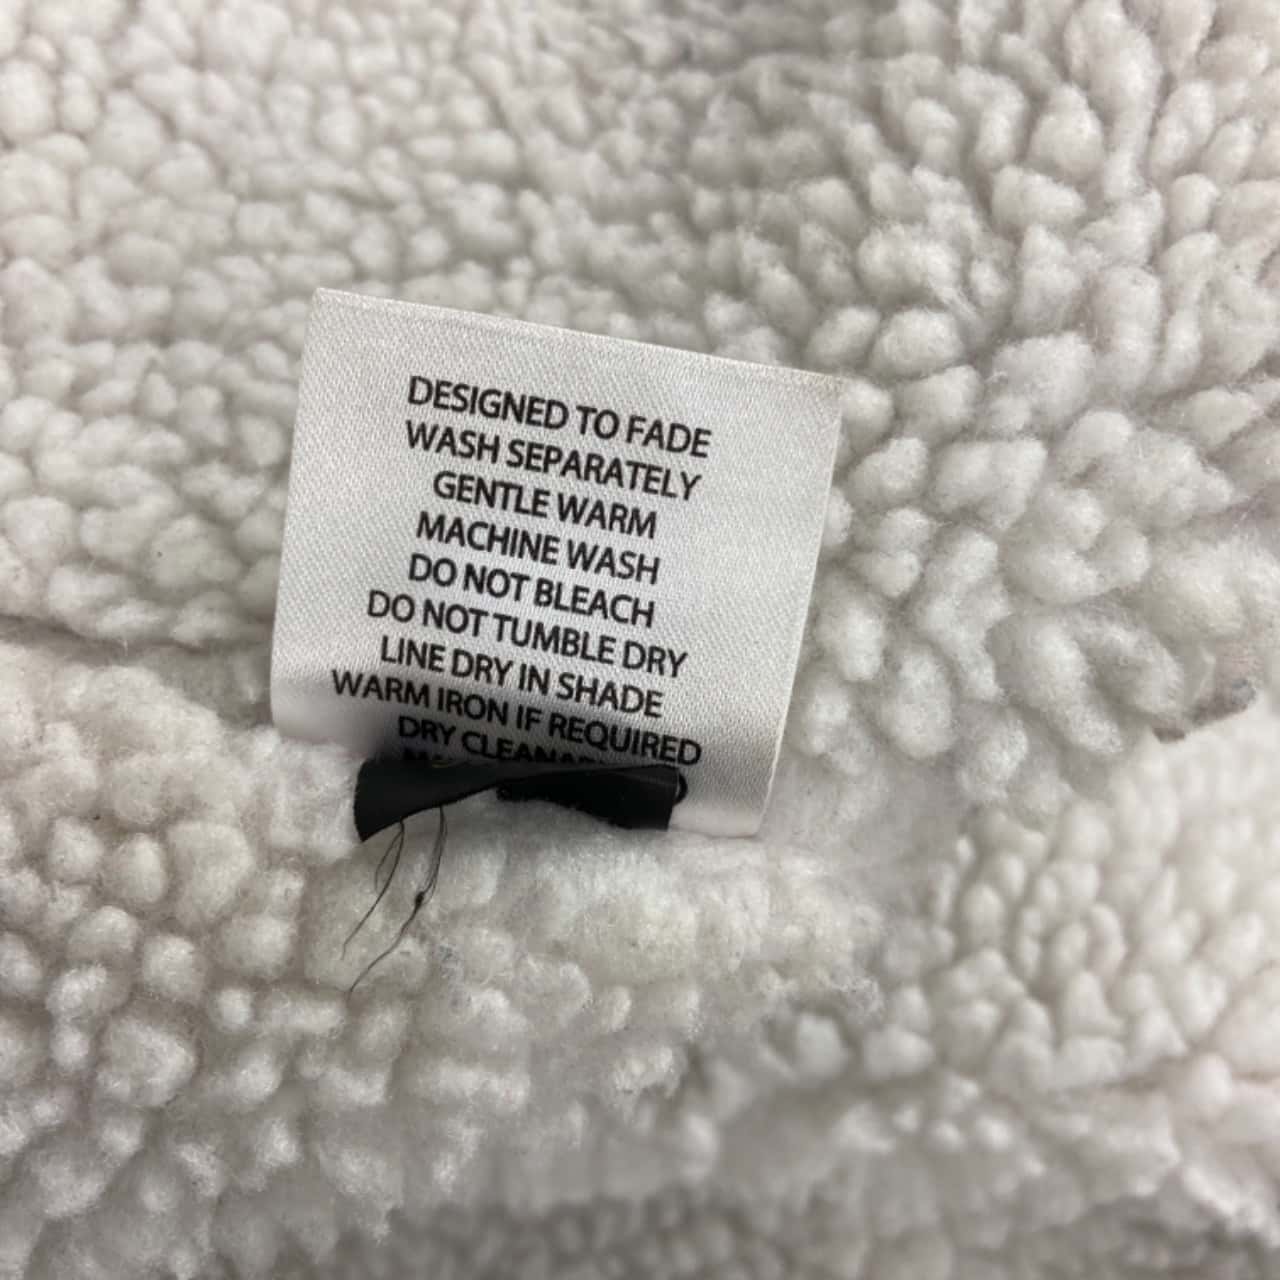 DESIGNED TO FADE
WASH SEPARATELY
GENTLE WARM
MACHINE WASH
DO NOT BLEACH
DO NOT TUMBLE DRY
LINE DRY IN SHADE
WARM IRON IF REQUIRED
DRY